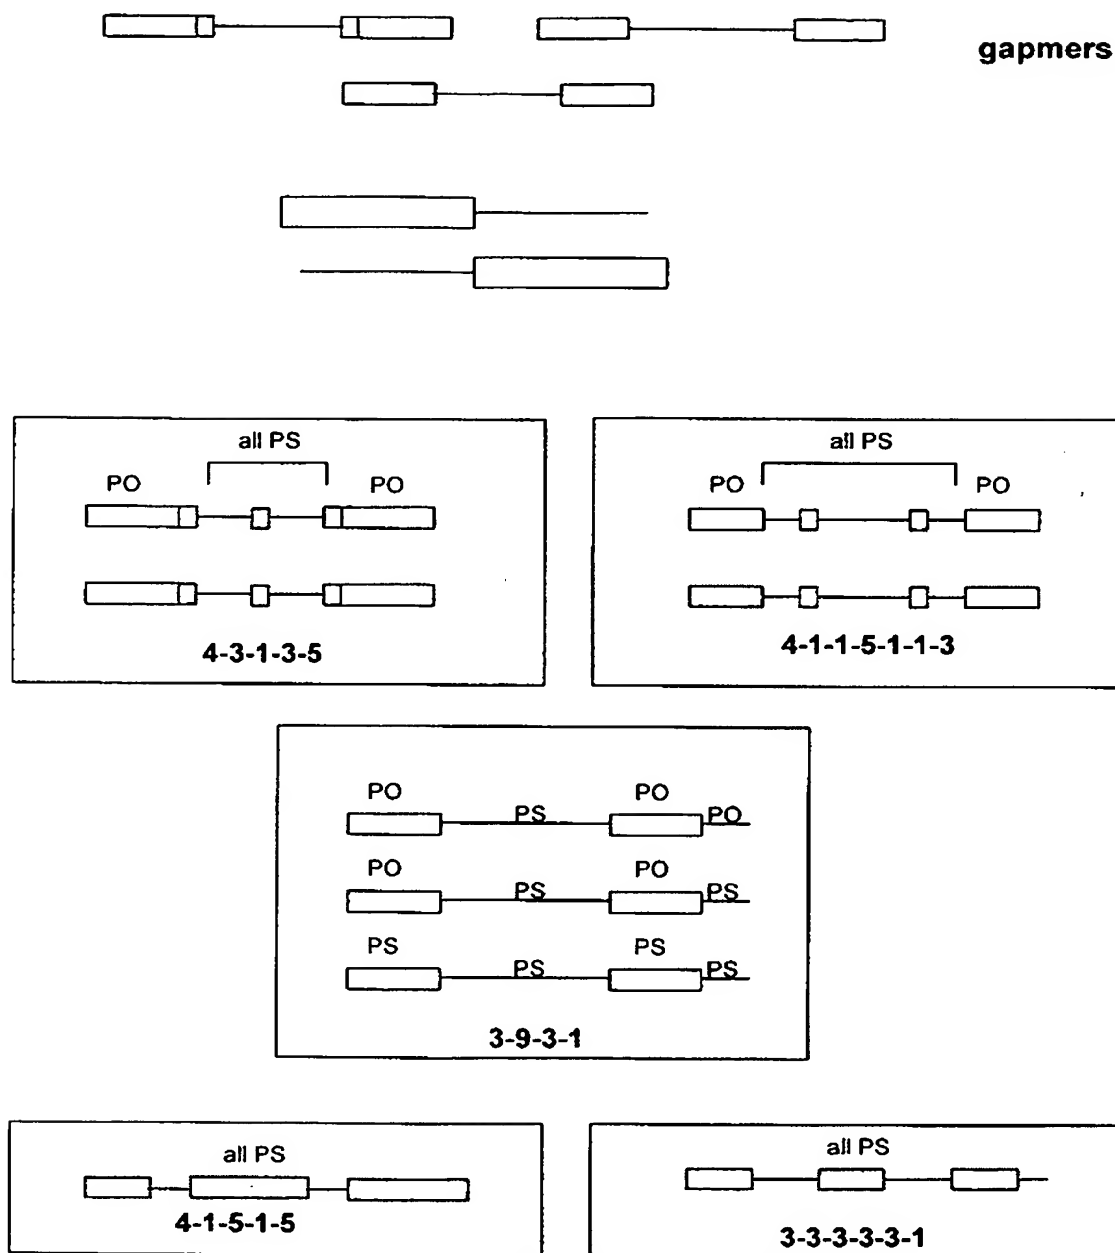 gapmers
all PS
PO PO
4-3-1-3-5
all PS
PO PO
4-1-1-5-1-1-3
PO PO
PS PO
PO PO
PS PS
PS PS
PS PS
3-9-3-1
all PS
4-1-5-1-5
all PS
3-3-3-3-3-1